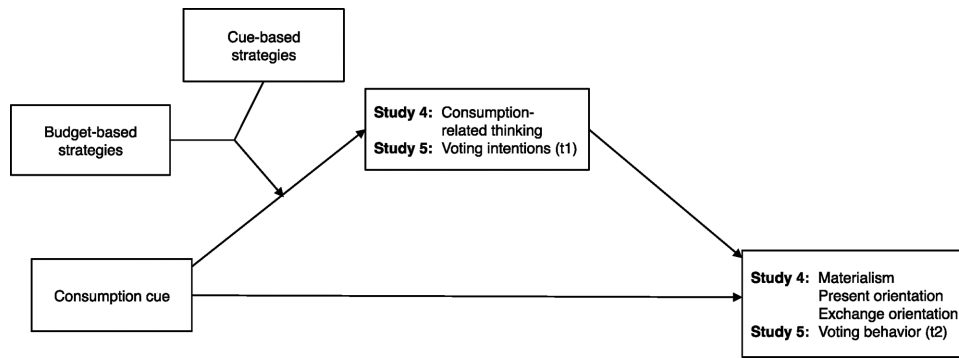 Cue-based
strategies
Budget-based
strategies
Study 4: Consumption-
related thinking
Study 5: Voting intentions (t1)
Consumption cue
Study 4: Materialism
Present orientation
Exchange orientation
Study 5: Voting behavior (t2)